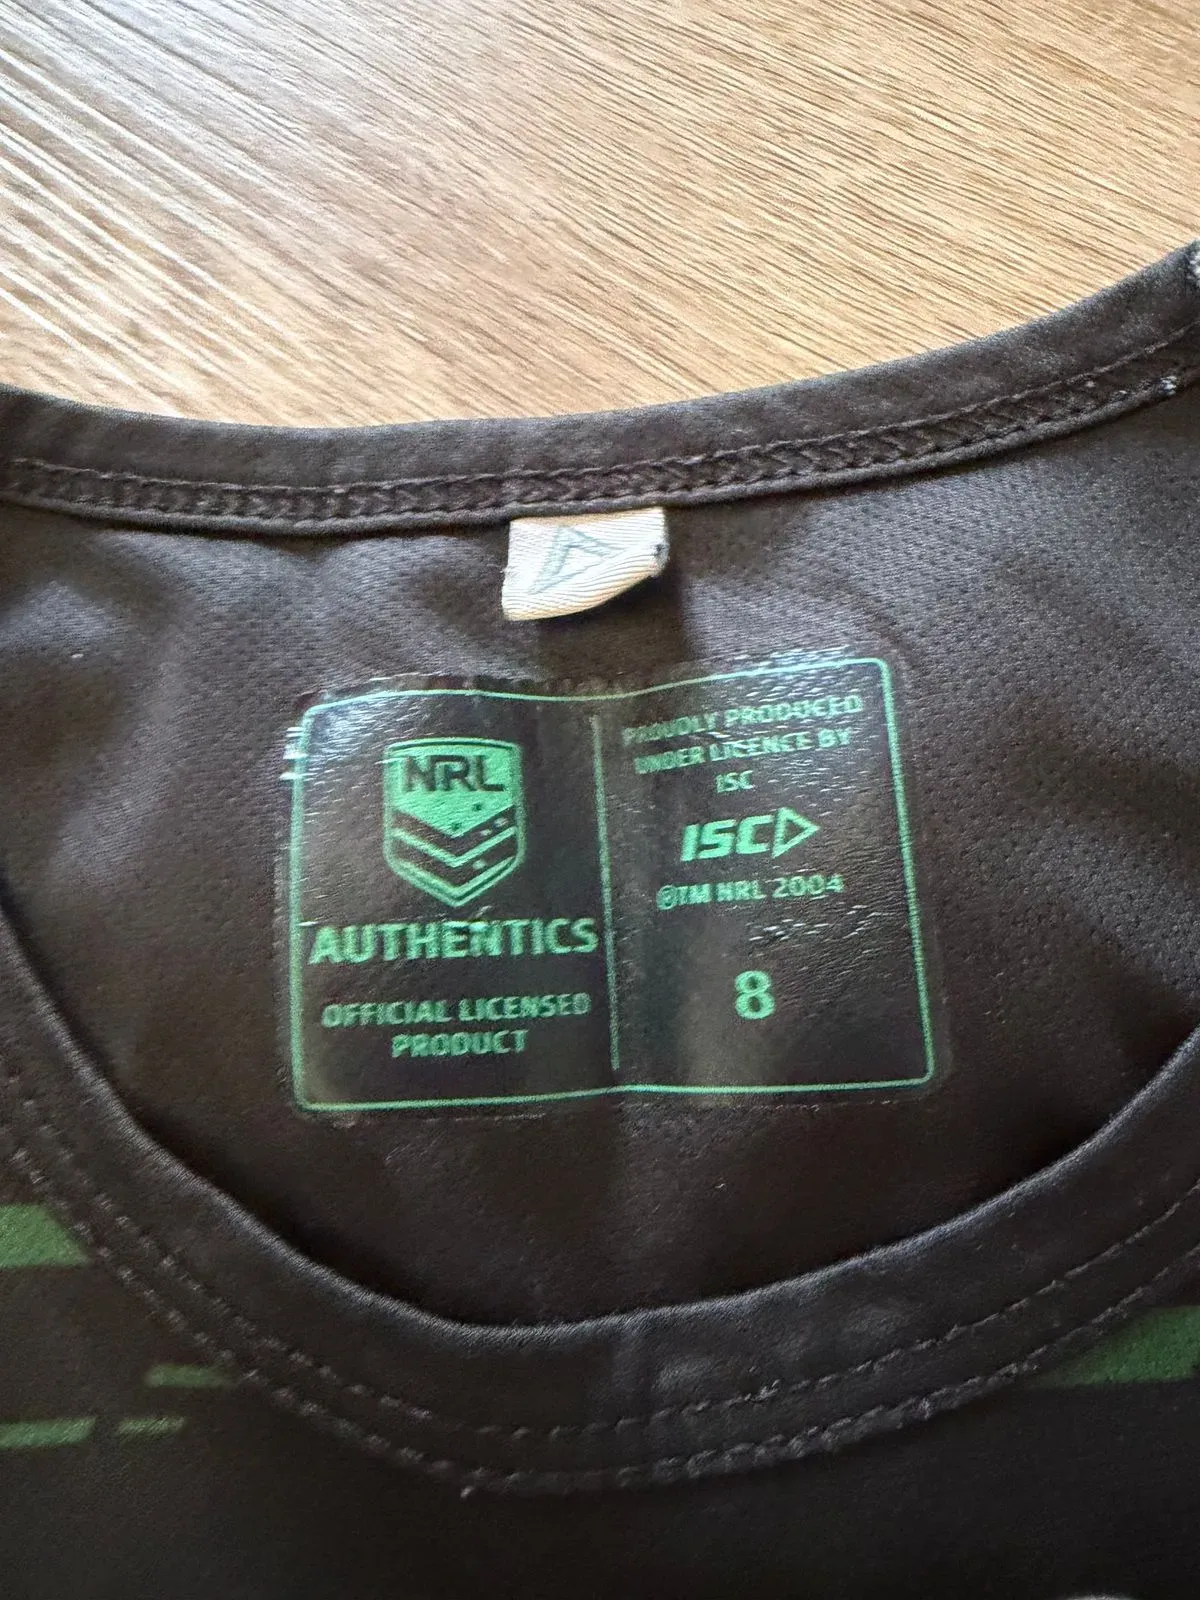 NRL
AUTHENTICS
OFFICIAL LICENSED
PRODUCT
PROUDLY PRODUCED
UNDER LICENCE BY
ISC
ISC
©TM NRL 2004
8